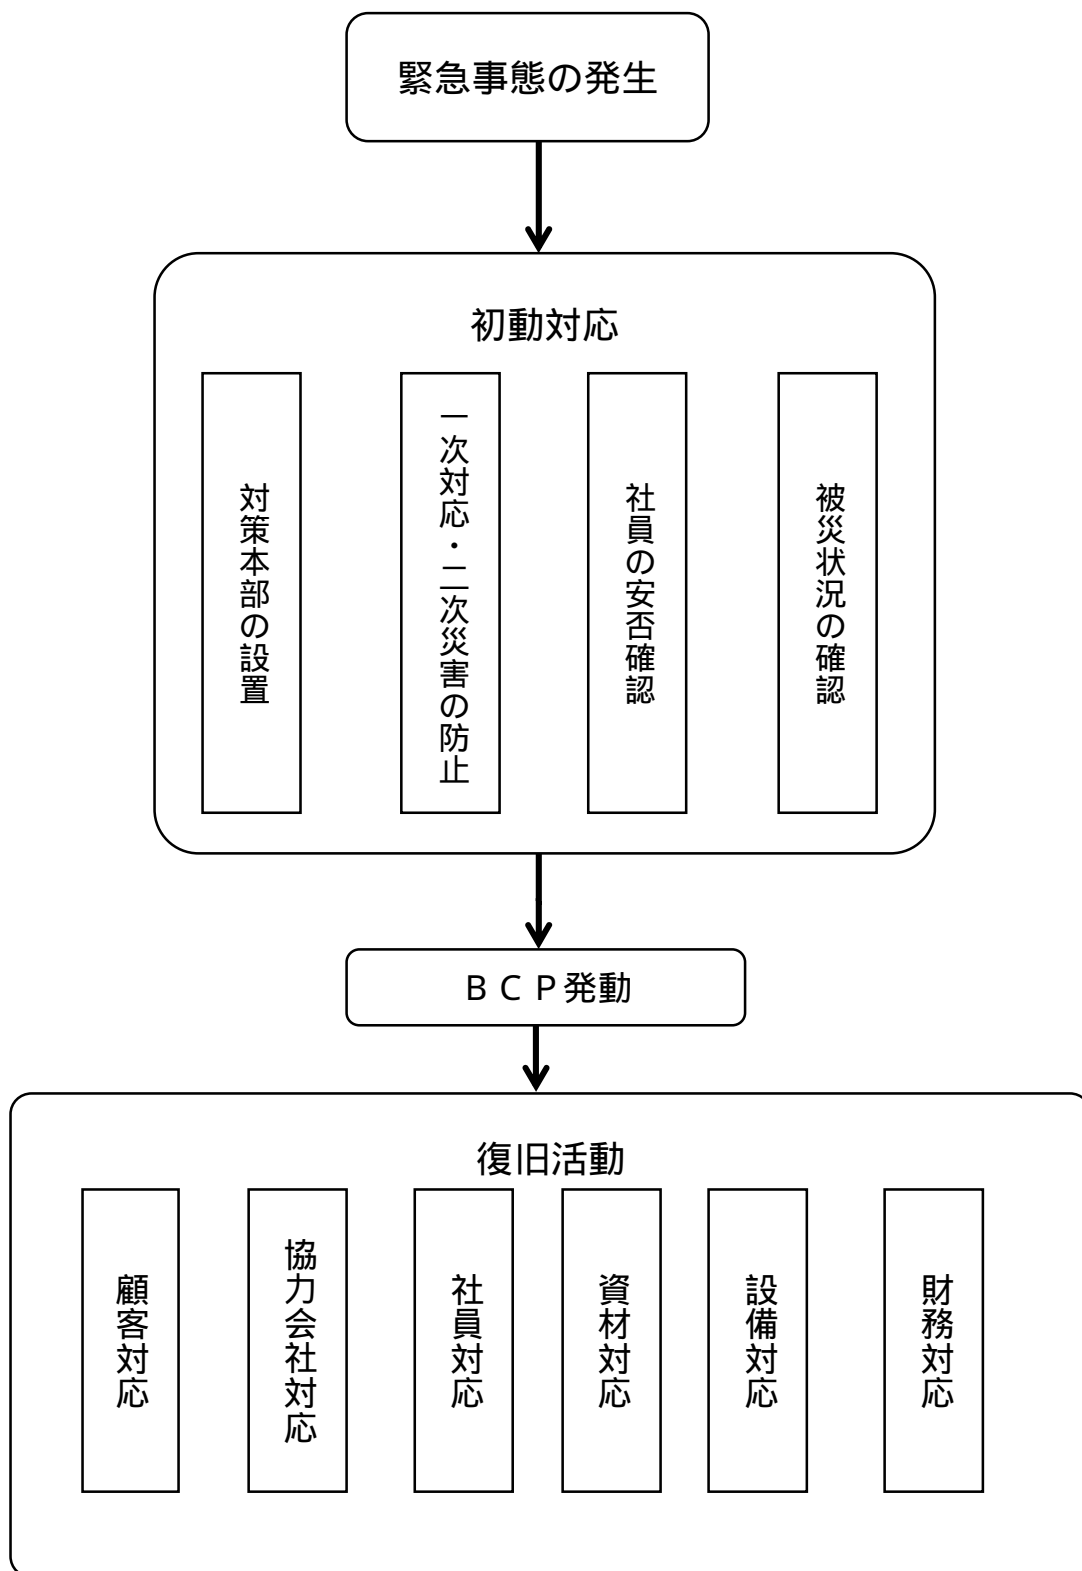 緊急事態の発生
初動対応
対策本部の設置
一次対応・二次災害の防止
社員の安否確認
被災状況の確認
ＢＣＰ発動
復旧活動
顧客対応
協力会社対応
社員対応
資材対応
設備対応
財務対応